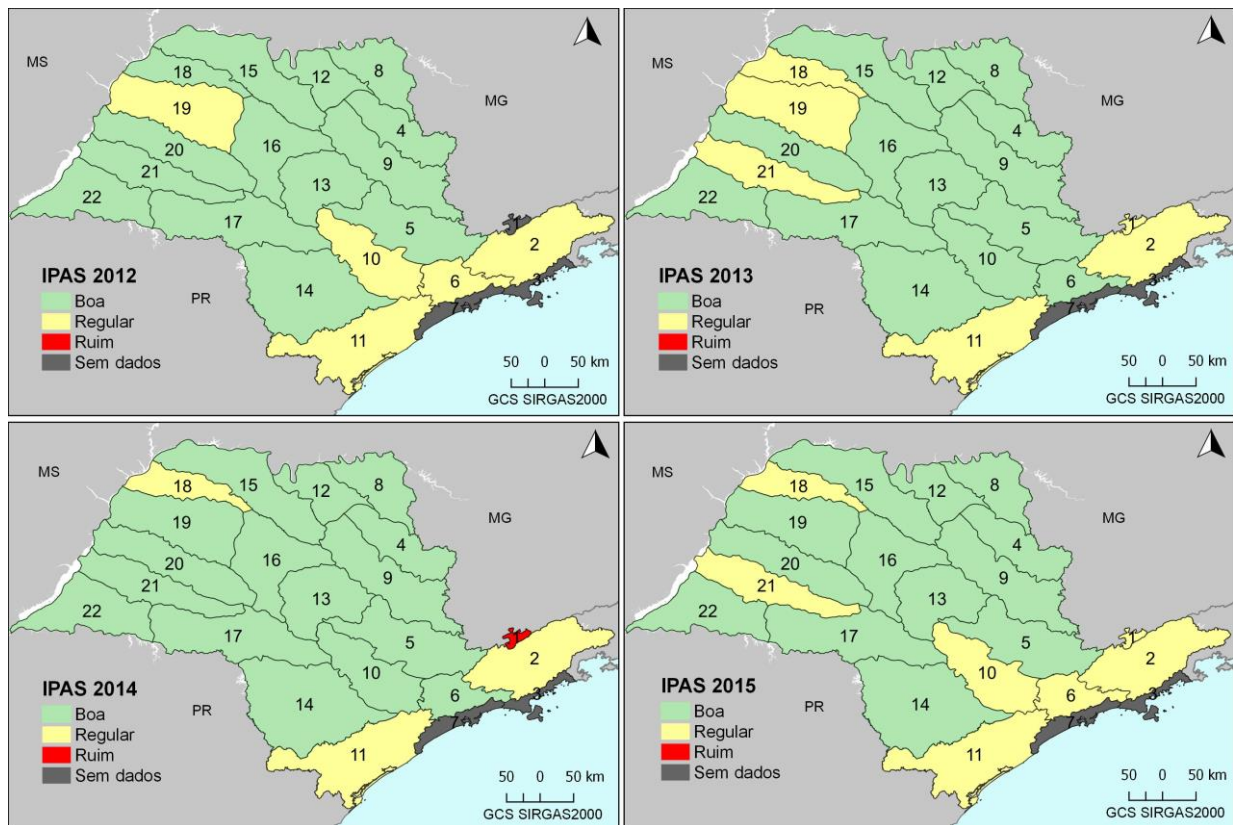 MS
MG
PR
18
15
12
8
19
4
16
9
20
21
13
22
17
5
1
2
10
6
3
14
7
11
IPAS 2012
Boa
Regular
Ruim
Sem dados
50 0 50 km
GCS SIRGAS2000
MS
MG
PR
18
15
12
8
19
4
16
9
20
21
13
22
17
5
1
2
10
6
3
14
7
11
IPAS 2013
Boa
Regular
Ruim
Sem dados
50 0 50 km
GCS SIRGAS2000
MS
MG
PR
18
15
12
8
19
4
16
9
20
21
13
22
17
5
1
2
10
6
3
14
7
11
IPAS 2014
Boa
Regular
Ruim
Sem dados
50 0 50 km
GCS SIRGAS2000
MS
MG
PR
18
15
12
8
19
4
16
9
20
21
13
22
17
5
1
2
10
6
3
14
7
11
IPAS 2015
Boa
Regular
Ruim
Sem dados
50 0 50 km
GCS SIRGAS2000